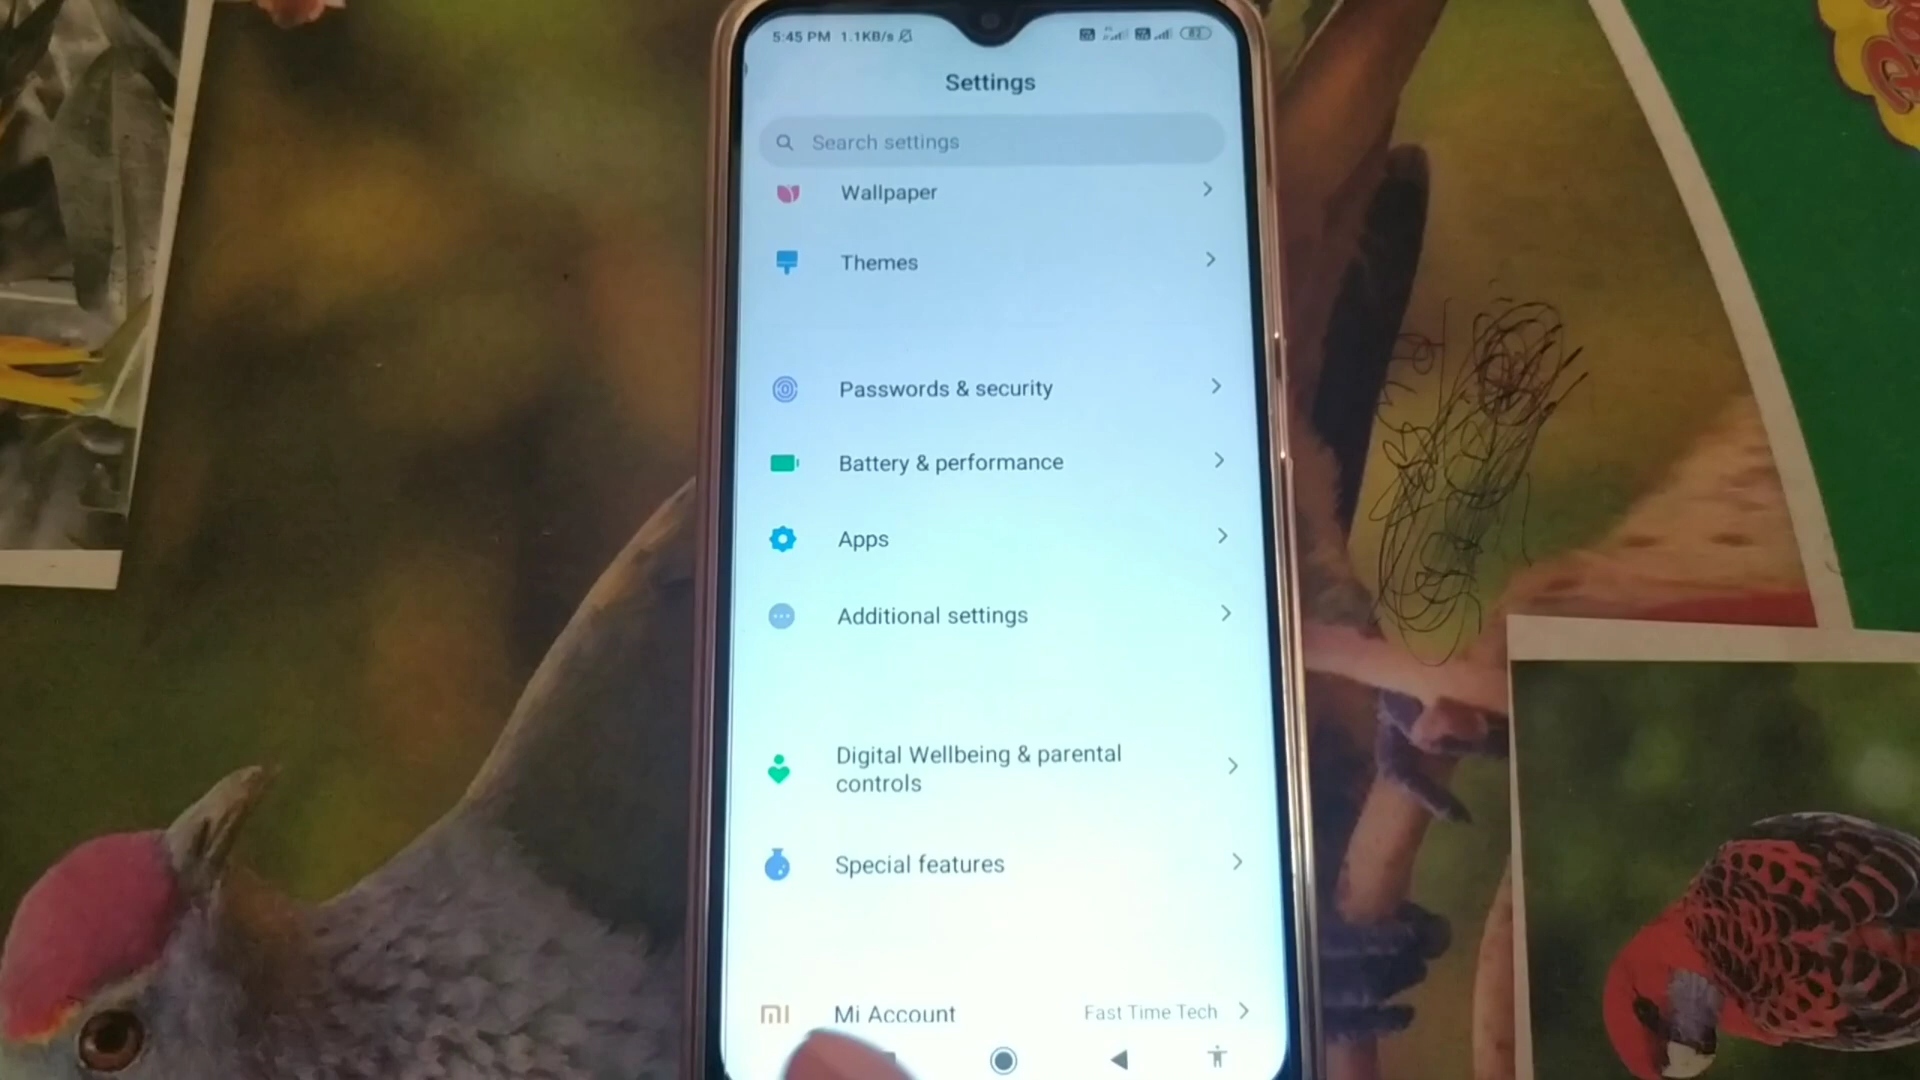 5:45 PM 1.1KB/s
Settings
Search settings
Wallpaper
Themes
Passwords & security
Battery & performance
Apps
Additional settings
Digital Wellbeing & parental
controls
Special features
Mi Account Fast Time Tech